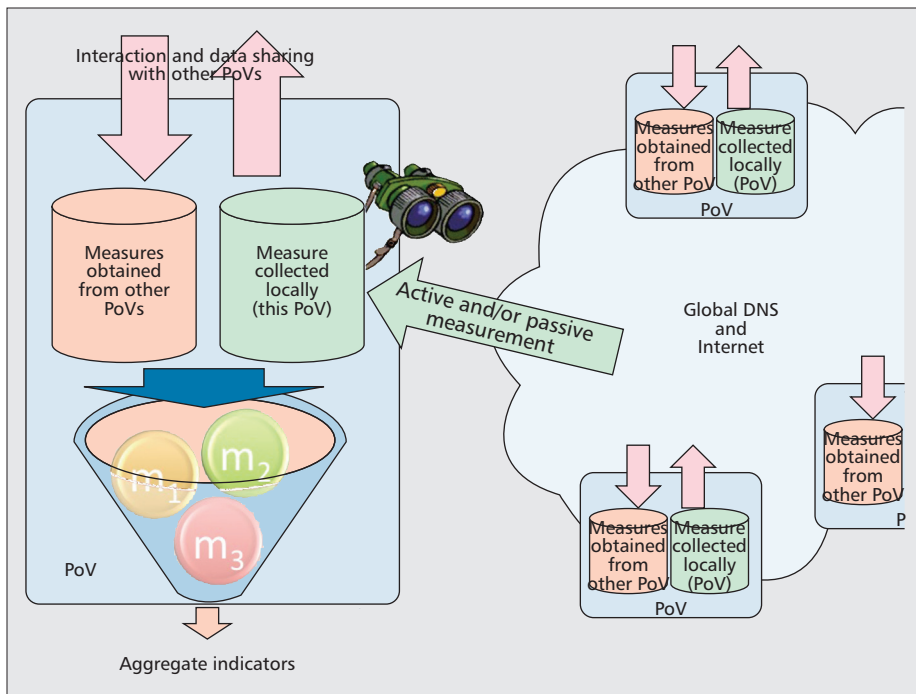 Interaction and data sharing
with other PoVs
Measures
obtained
from other
PoVs
Measure
collected
locally
(this PoV)
Active and/or passive
measurement
m1
m2
m3
PoV
Aggregate indicators
Measures
obtained
from
other PoV
Measure
collected
locally
(PoV)
PoV
Global DNS
and
Internet
Measures
obtained
from
other PoV
P
Measures
obtained
from
other PoV
Measure
collected
locally
(PoV)
PoV